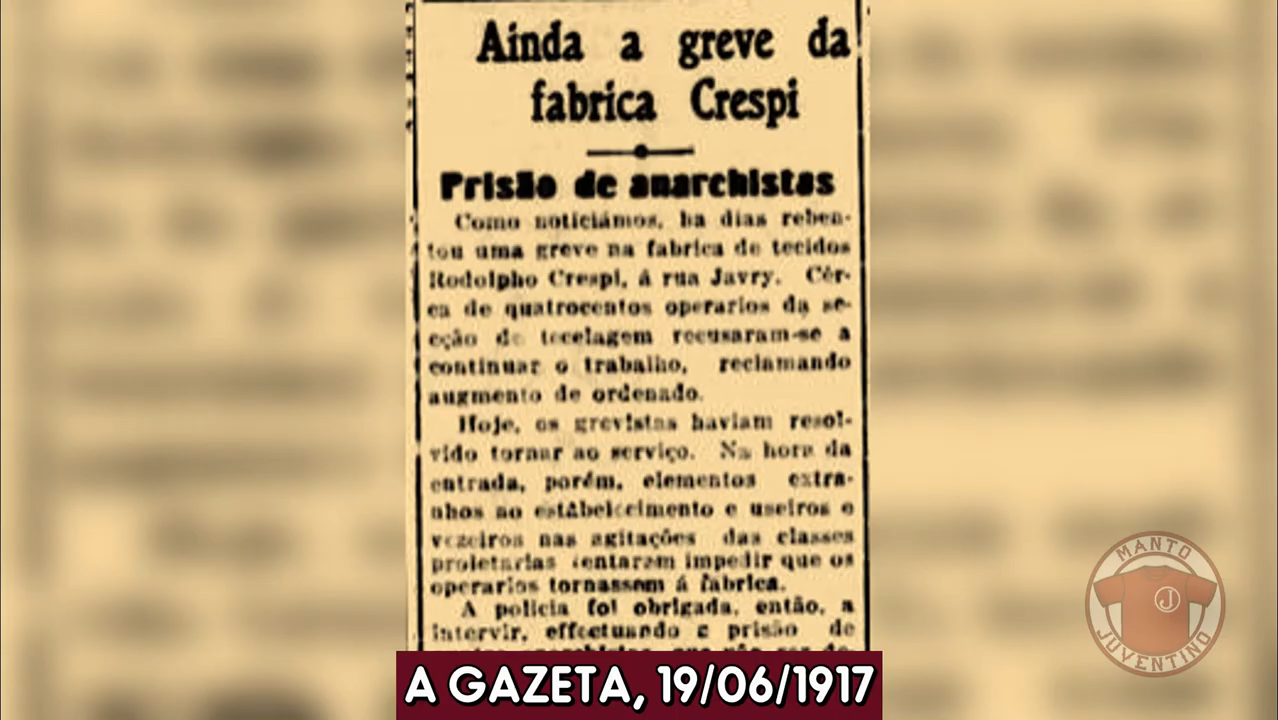 Ainda a greve da
fabrica Crespi
Prisão de anarchistas
Como noticiámos, ha dias reben-
tou uma greve na fabrica de tecidos
Rodolpho Crespi, á rua Javry. Cêr-
ca de quatrocentos operarios da se-
cção de tecelagem recusaram-se a
continuar o trabalho, reclamando
augmento de ordenado.
Hoje, os grevistas haviam resol-
vido tornar ao serviço. Na hora da
entrada, porém, elementos extra-
nhos ao estabelecimento e useiros e
vezeiros nas agitações das classes
proletarias tentaram impedir que os
operarios tornassem á fabrica.
A policia foi obrigada, então, a
intervir, effectuando a prisão de
A GAZETA, 19/06/1917
MANTO
J
JUVENTINO